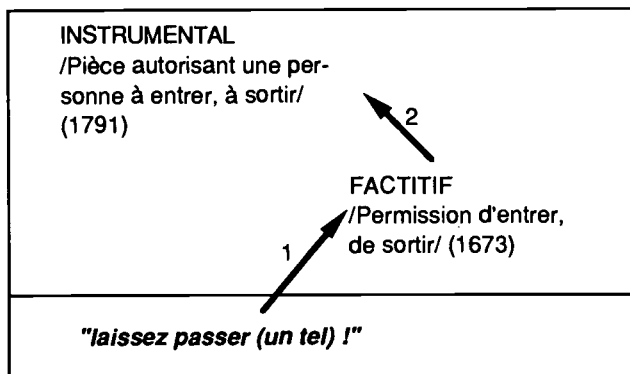 INSTRUMENTAL
/Pièce autorisant une per-
sonne à entrer, à sortir/
(1791)
2
FACTITIF
/Permission d'entrer,
de sortir/ (1673)
1
"laissez passer (un tel) !"